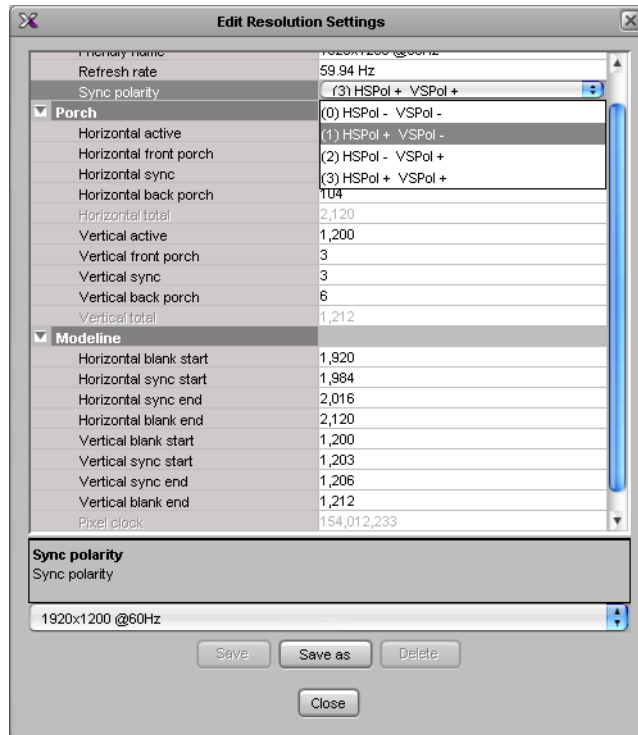 Edit Resolution Settings
Refresh rate 59.94 Hz
Sync polarity (3) HSPol + VSPol +
Porch (0) HSPol - VSPol -
Horizontal active (1) HSPol + VSPol -
Horizontal front porch (2) HSPol - VSPol +
Horizontal sync (3) HSPol + VSPol +
Horizontal back porch 104
Horizontal total 2,120
Vertical active 1,200
Vertical front porch 3
Vertical sync 3
Vertical back porch 6
Vertical total 1,212
Modeline
Horizontal blank start 1,920
Horizontal sync start 1,984
Horizontal sync end 2,016
Horizontal blank end 2,120
Vertical blank start 1,200
Vertical sync start 1,203
Vertical sync end 1,206
Vertical blank end 1,212
Pixel clock 154,012,233
Sync polarity
Sync polarity
1920x1200 @60Hz
Save Save as Delete
Close